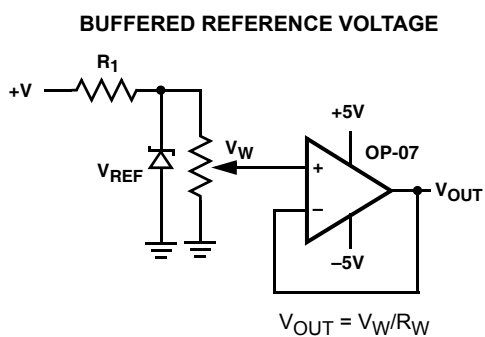 BUFFERED REFERENCE VOLTAGE
R1
+V
+5V
VW
OP-07
VREF
+
VOUT
–
–5V
VOUT = VW/RW